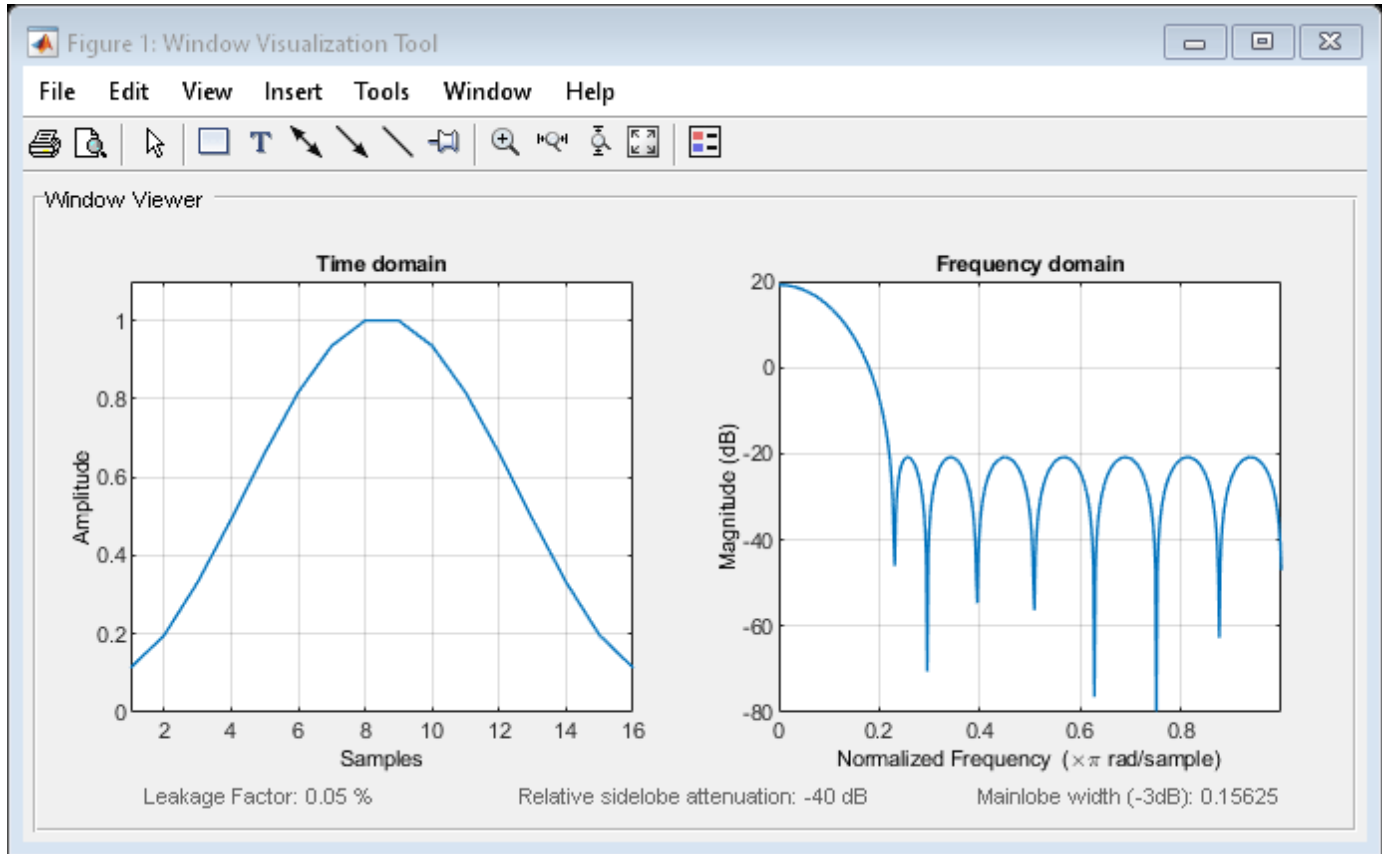 Figure 1: Window Visualization Tool
File Edit View Insert Tools Window Help
T
Window Viewer
Time domain
1
0.8
0.6
0.4
0.2
0
Amplitude
2 4 6 8 10 12 14 16
Samples
Frequency domain
20
0
-20
-40
-60
-80
Magnitude (dB)
0 0.2 0.4 0.6 0.8
Normalized Frequency (×π rad/sample)
Leakage Factor: 0.05 %
Relative sidelobe attenuation: -40 dB
Mainlobe width (-3dB): 0.15625